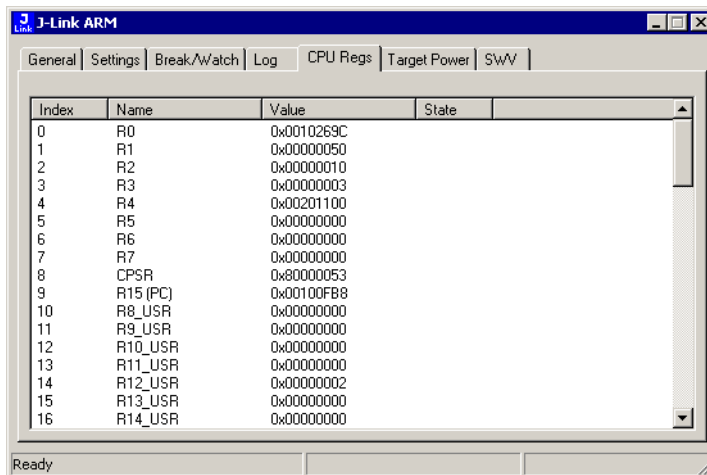 J Link J-Link ARM
General Settings Break/Watch Log CPU Regs Target Power SWV
Index Name Value State
0 R0 0x0010269C
1 R1 0x00000050
2 R2 0x00000010
3 R3 0x00000003
4 R4 0x00201100
5 R5 0x00000000
6 R6 0x00000000
7 R7 0x00000000
8 CPSR 0x80000053
9 R15 (PC) 0x00100FB8
10 R8_USR 0x00000000
11 R9_USR 0x00000000
12 R10_USR 0x00000000
13 R11_USR 0x00000000
14 R12_USR 0x00000002
15 R13_USR 0x00000000
16 R14_USR 0x00000000
Ready